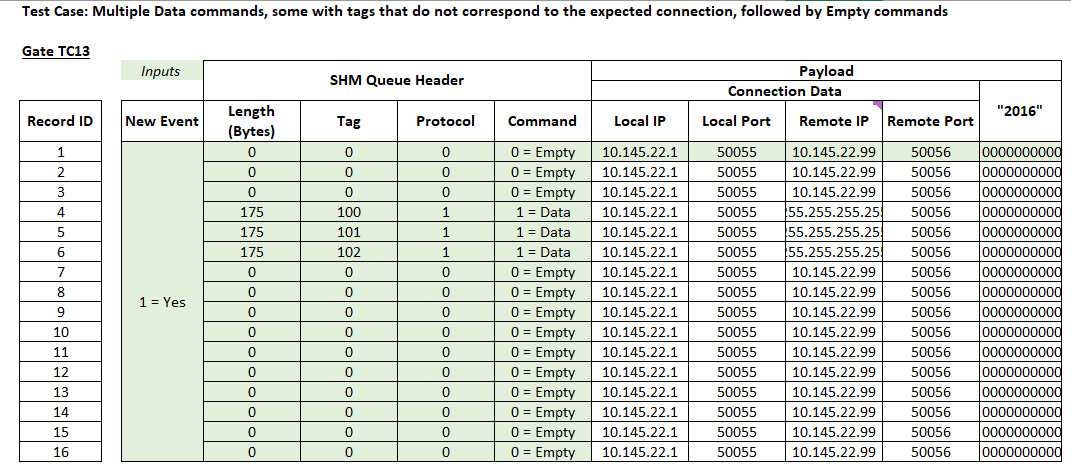 Test Case: Multiple Data commands, some with tags that do not correspond to the expected connection, followed by Empty commands
Gate TC13
Inputs
SHM Queue Header
Payload
Connection Data
Record ID New Event Length (Bytes) Tag Protocol Command Local IP Local Port Remote IP Remote Port "2016"
1 0 0 0 0 = Empty 10.145.22.1 50055 10.145.22.99 50056 0000000000
2 0 0 0 0 = Empty 10.145.22.1 50055 10.145.22.99 50056 0000000000
3 0 0 0 0 = Empty 10.145.22.1 50055 10.145.22.99 50056 0000000000
4 175 100 1 1 = Data 10.145.22.1 50055 55.255.255.25 50056 0000000000
5 175 101 1 1 = Data 10.145.22.1 50055 55.255.255.25 50056 0000000000
6 175 102 1 1 = Data 10.145.22.1 50055 55.255.255.25 50056 0000000000
7 0 0 0 0 = Empty 10.145.22.1 50055 10.145.22.99 50056 0000000000
8 1 = Yes 0 0 0 0 = Empty 10.145.22.1 50055 10.145.22.99 50056 0000000000
9 0 0 0 0 = Empty 10.145.22.1 50055 10.145.22.99 50056 0000000000
10 0 0 0 0 = Empty 10.145.22.1 50055 10.145.22.99 50056 0000000000
11 0 0 0 0 = Empty 10.145.22.1 50055 10.145.22.99 50056 0000000000
12 0 0 0 0 = Empty 10.145.22.1 50055 10.145.22.99 50056 0000000000
13 0 0 0 0 = Empty 10.145.22.1 50055 10.145.22.99 50056 0000000000
14 0 0 0 0 = Empty 10.145.22.1 50055 10.145.22.99 50056 0000000000
15 0 0 0 0 = Empty 10.145.22.1 50055 10.145.22.99 50056 0000000000
16 0 0 0 0 = Empty 10.145.22.1 50055 10.145.22.99 50056 0000000000